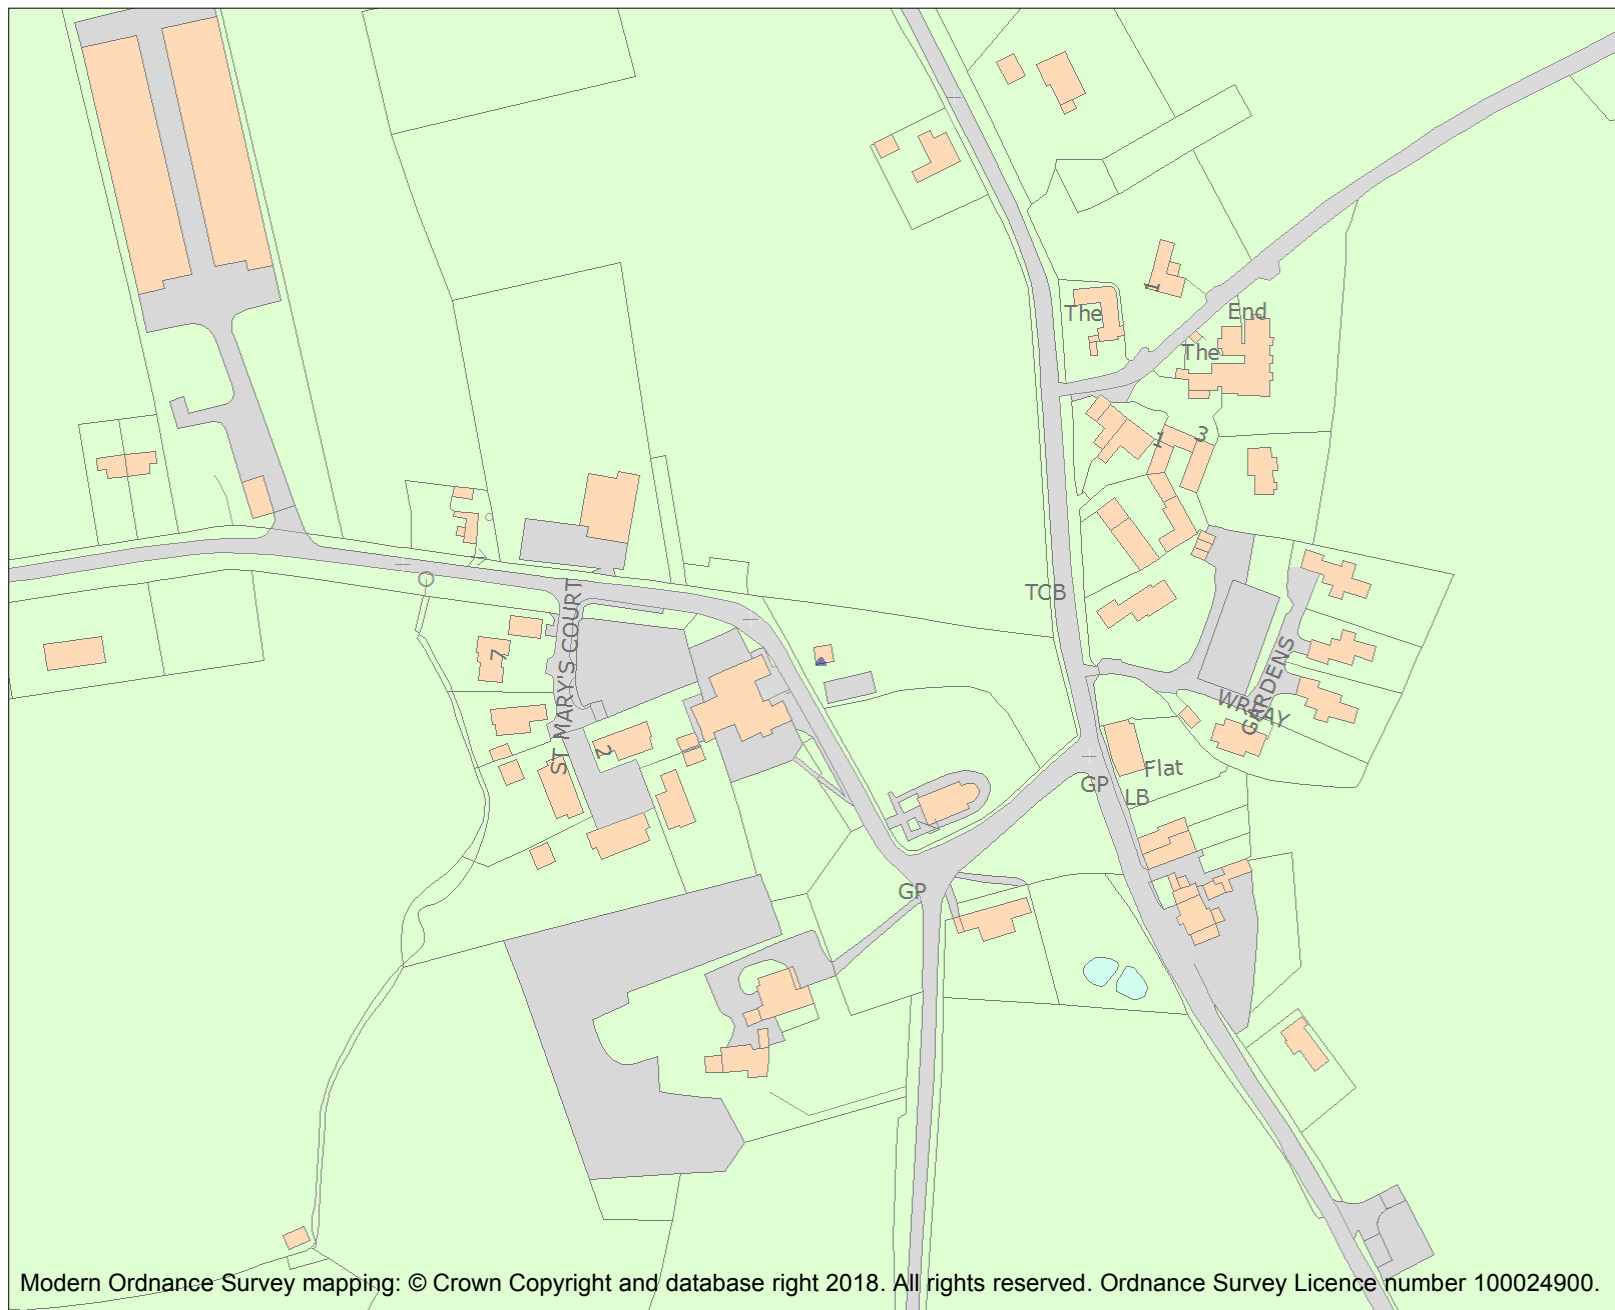 1
The
End
The
1
3
TCB
ST MARY'S COURT
7
2
WRAY
GARDENS
Flat
GP
LB
GP
Modern Ordnance Survey mapping: © Crown Copyright and database right 2018. All rights reserved. Ordnance Survey Licence number 100024900.